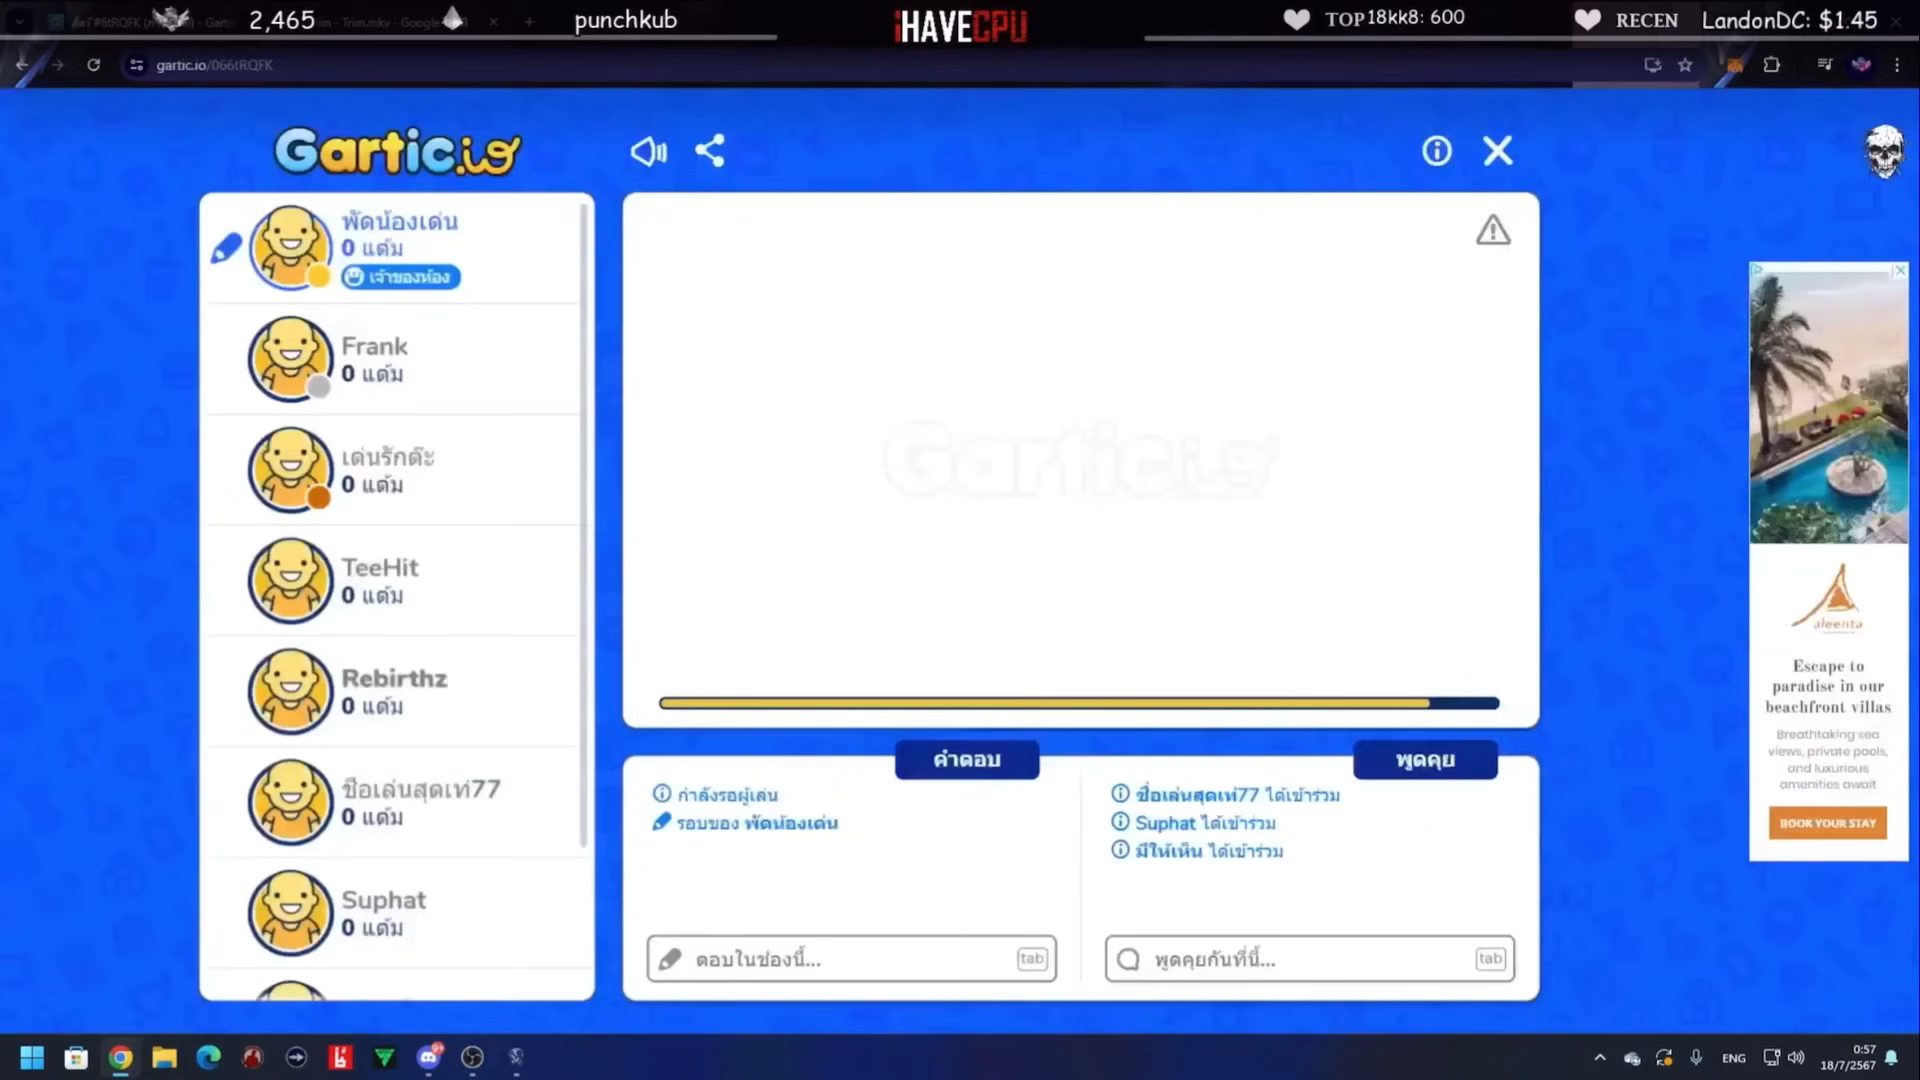 2,465
punchkub
iHAVECPU
TOP18kk8: 600
RECEN
LandonDC: $1.45
gartic.io/066tRQFK
Gartic.io
พัดน้องเด่น
0 แต้ม
เจ้าของห้อง
Frank
0 แต้ม
เด่นรักต๊ะ
0 แต้ม
TeeHit
0 แต้ม
Rebirthz
0 แต้ม
ชื่อเล่นสุดเท่77
0 แต้ม
Suphat
0 แต้ม
Gartic.io
คำตอบ
กำลังรอผู้เล่น
รอบของ พัดน้องเด่น
ตอบในช่องนี้...
tab
พูดคุย
ชื่อเล่นสุดเท่77 ได้เข้าร่วม
Suphat ได้เข้าร่วม
มีให้เห็น ได้เข้าร่วม
พูดคุยกันที่นี้...
tab
aleenta
Escape to
paradise in our
beachfront villas
Breathtaking sea
views, private pools,
and luxurious
amenities await
BOOK YOUR STAY
ENG
0:57
18/7/2567